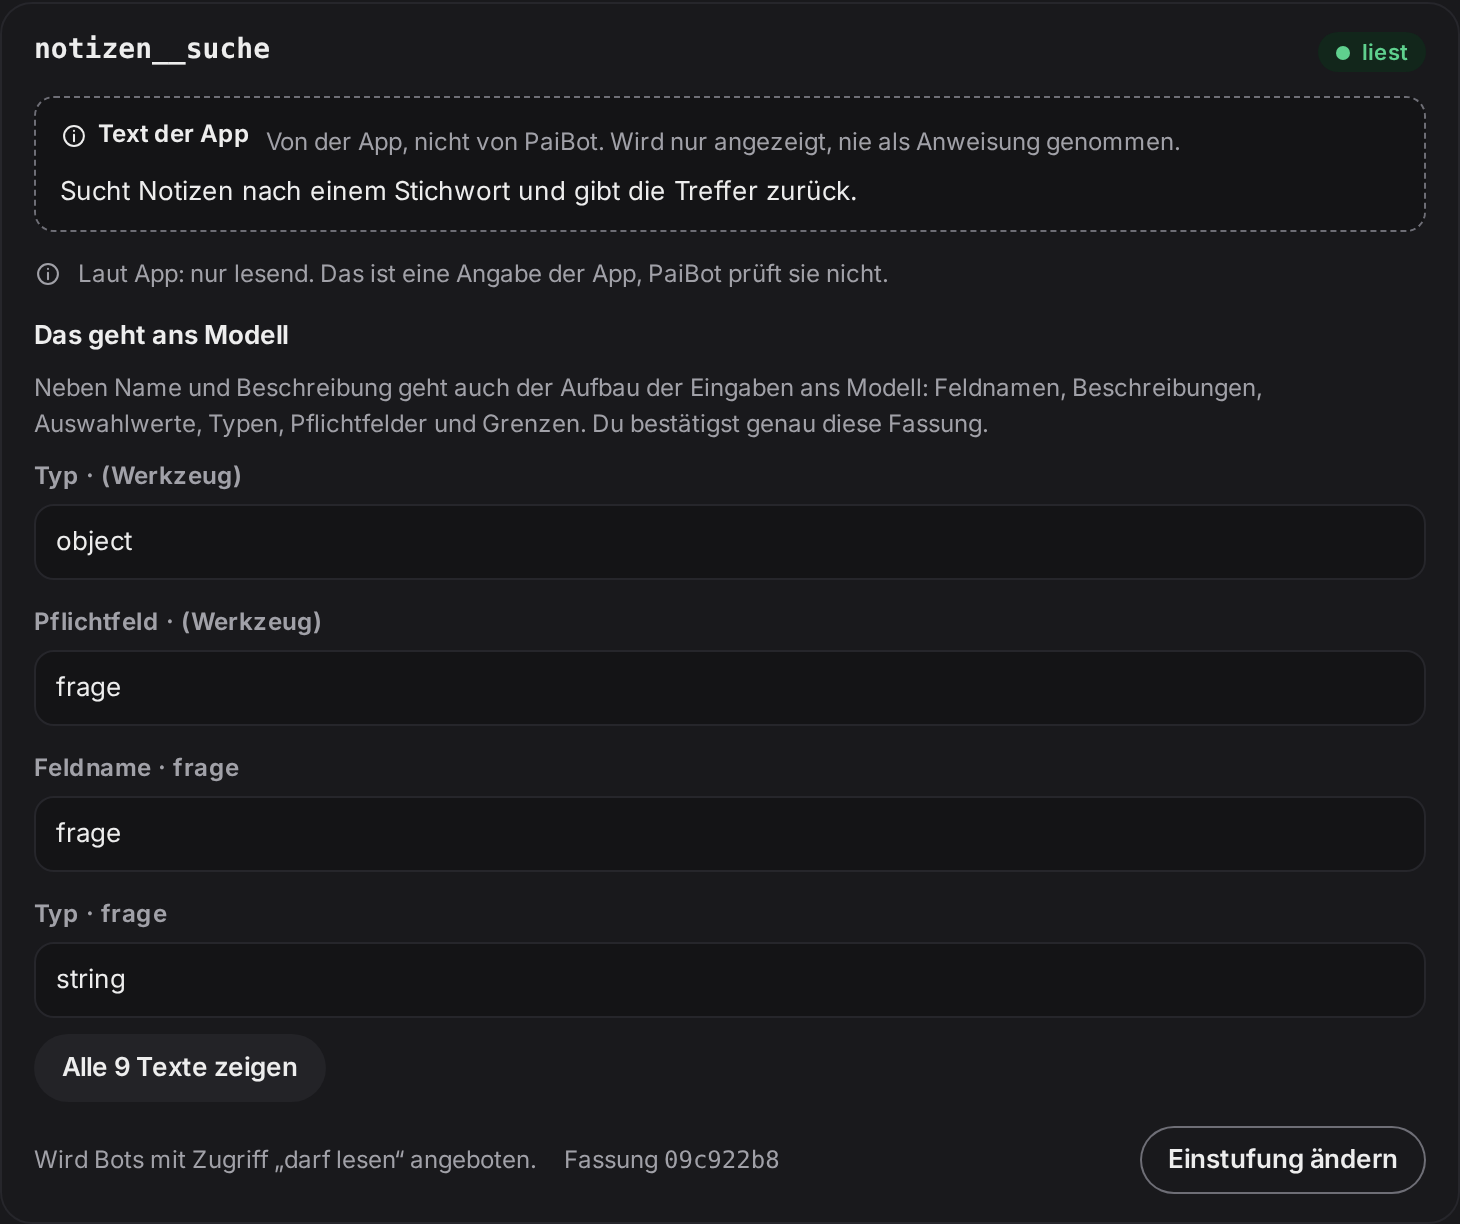 notizen__suche
liest
Text der App Von der App, nicht von PaiBot. Wird nur angezeigt, nie als Anweisung genommen.
Sucht Notizen nach einem Stichwort und gibt die Treffer zurück.
Laut App: nur lesend. Das ist eine Angabe der App, PaiBot prüft sie nicht.
Das geht ans Modell
Neben Name und Beschreibung geht auch der Aufbau der Eingaben ans Modell: Feldnamen, Beschreibungen,
Auswahlwerte, Typen, Pflichtfelder und Grenzen. Du bestätigst genau diese Fassung.
Typ · (Werkzeug)
object
Pflichtfeld · (Werkzeug)
frage
Feldname · frage
frage
Typ · frage
string
Alle 9 Texte zeigen
Wird Bots mit Zugriff „darf lesen“ angeboten. Fassung 09c922b8
Einstufung ändern